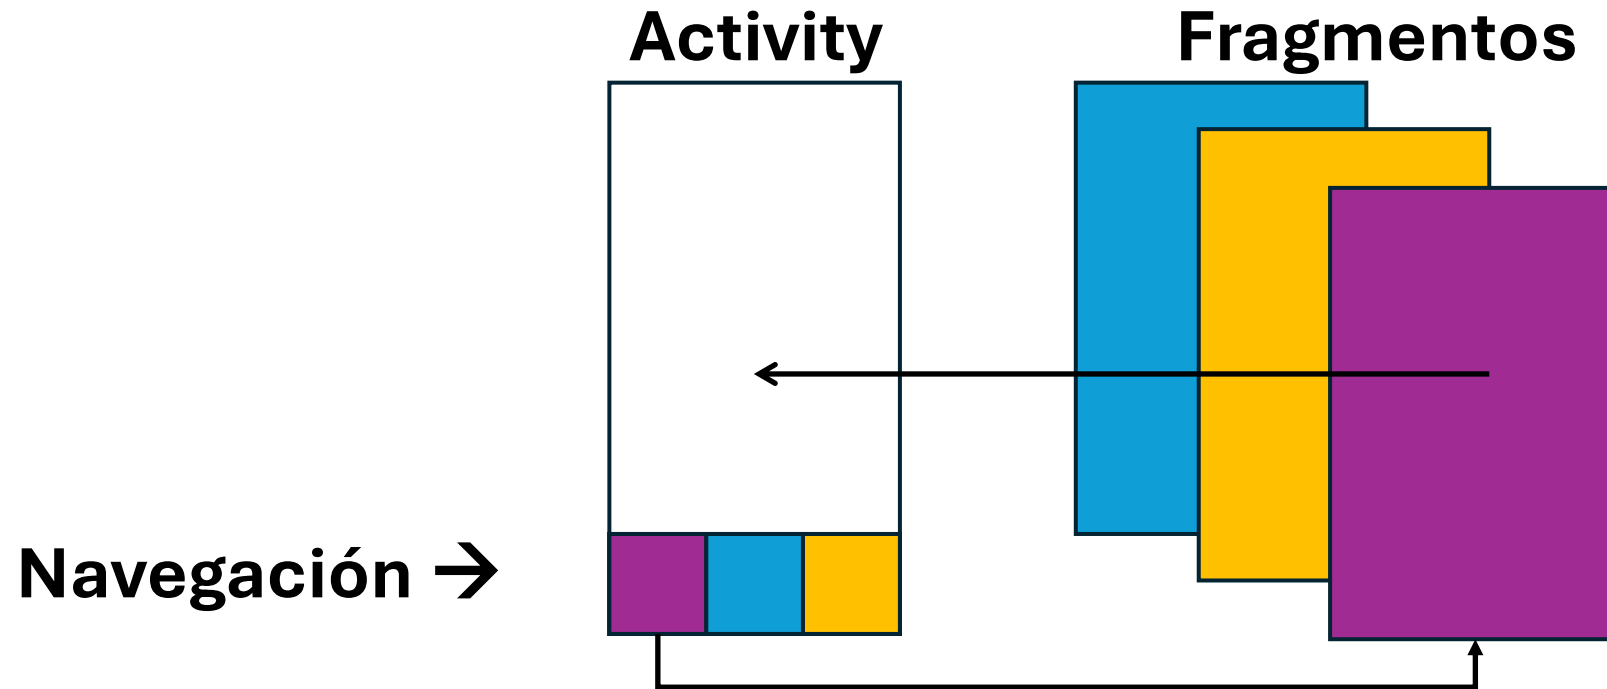 Activity
Fragmentos
Navegación →